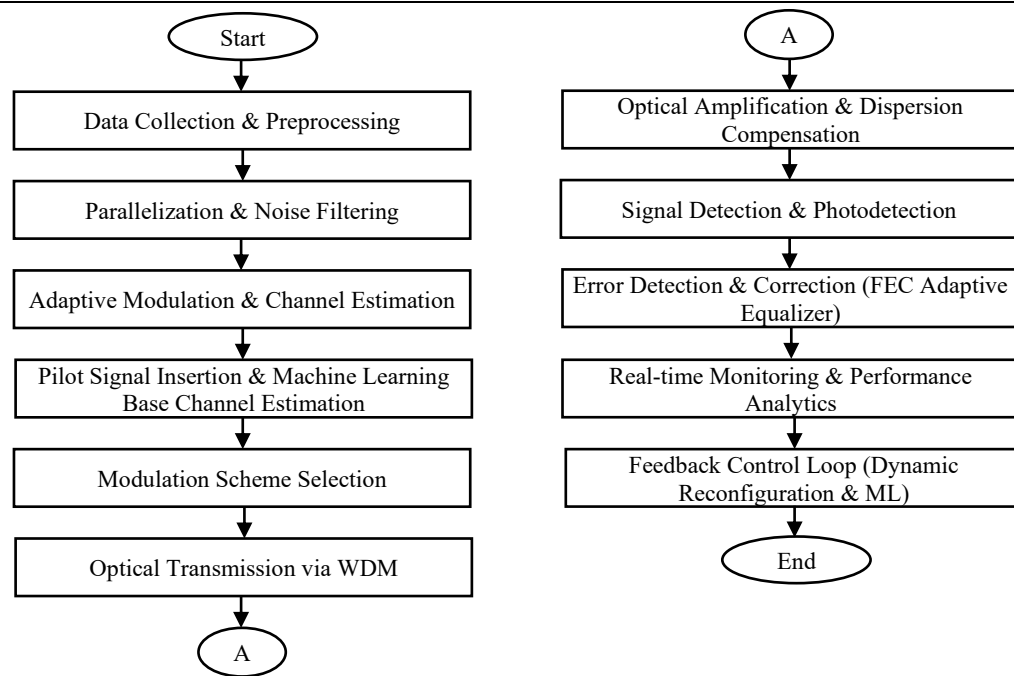 Start
Data Collection & Preprocessing
Parallelization & Noise Filtering
Adaptive Modulation & Channel Estimation
Pilot Signal Insertion & Machine Learning
Base Channel Estimation
Modulation Scheme Selection
Optical Transmission via WDM
A
A
Optical Amplification & Dispersion
Compensation
Signal Detection & Photodetection
Error Detection & Correction (FEC Adaptive
Equalizer)
Real-time Monitoring & Performance
Analytics
Feedback Control Loop (Dynamic
Reconfiguration & ML)
End